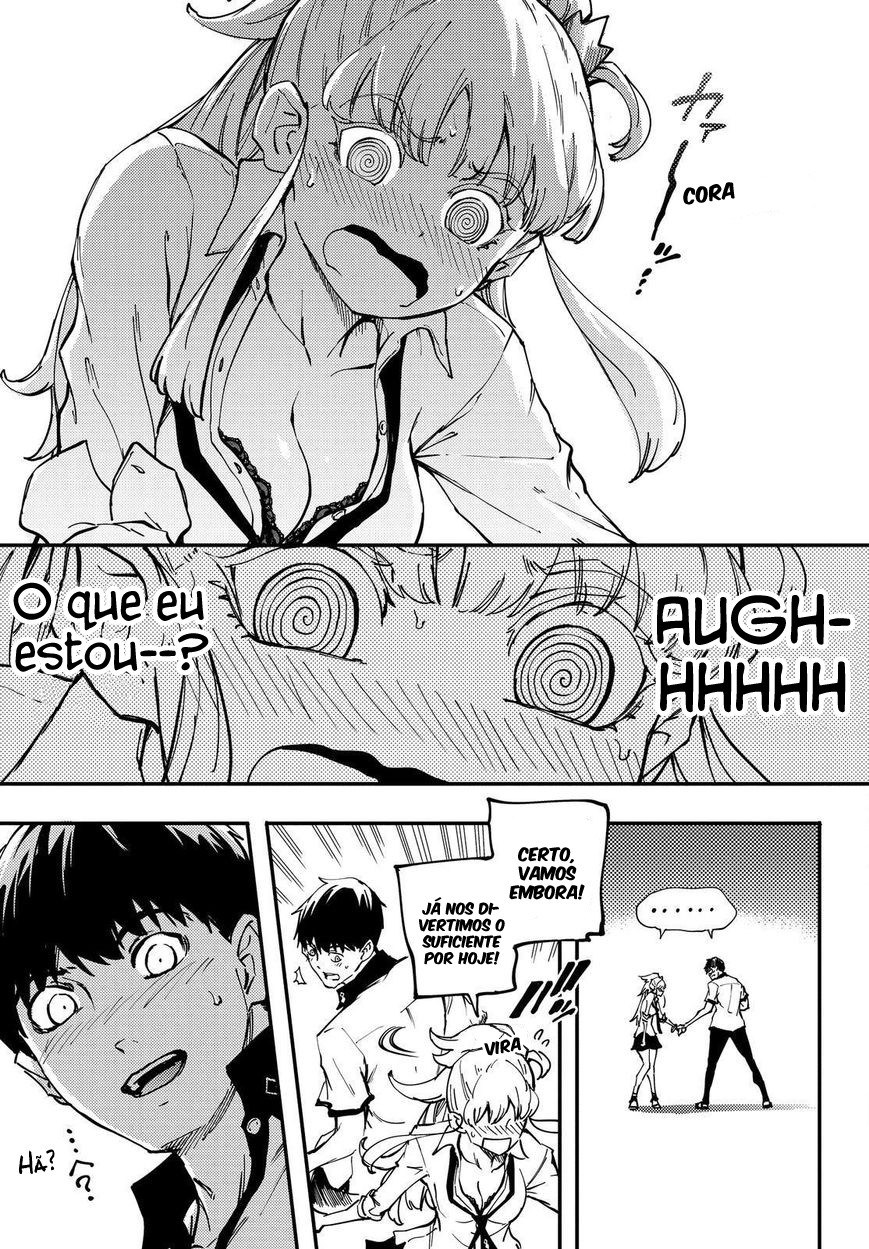 カァ
CORA
AUGH-
HHHHH
O que eu
estou--?
......
CERTO,
VAMOS
EMBORA!
JÁ NOS DI-
VERTIMOS O
SUFICIENTE
POR HOJE!
VIRA
HÃ?
…へ?